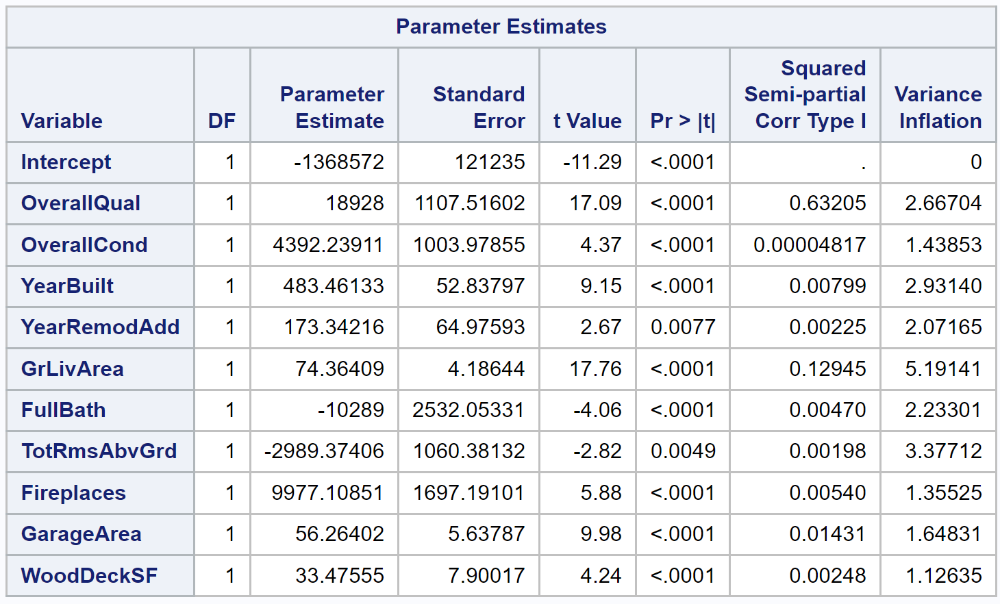 Parameter Estimates
Variable DF Parameter Estimate Standard Error t Value Pr > |t| Squared Semi-partial Corr Type I Variance Inflation
Intercept 1 -1368572 121235 -11.29 <.0001 . 0
OverallQual 1 18928 1107.51602 17.09 <.0001 0.63205 2.66704
OverallCond 1 4392.23911 1003.97855 4.37 <.0001 0.00004817 1.43853
YearBuilt 1 483.46133 52.83797 9.15 <.0001 0.00799 2.93140
YearRemodAdd 1 173.34216 64.97593 2.67 0.0077 0.00225 2.07165
GrLivArea 1 74.36409 4.18644 17.76 <.0001 0.12945 5.19141
FullBath 1 -10289 2532.05331 -4.06 <.0001 0.00470 2.23301
TotRmsAbvGrd 1 -2989.37406 1060.38132 -2.82 0.0049 0.00198 3.37712
Fireplaces 1 9977.10851 1697.19101 5.88 <.0001 0.00540 1.35525
GarageArea 1 56.26402 5.63787 9.98 <.0001 0.01431 1.64831
WoodDeckSF 1 33.47555 7.90017 4.24 <.0001 0.00248 1.12635